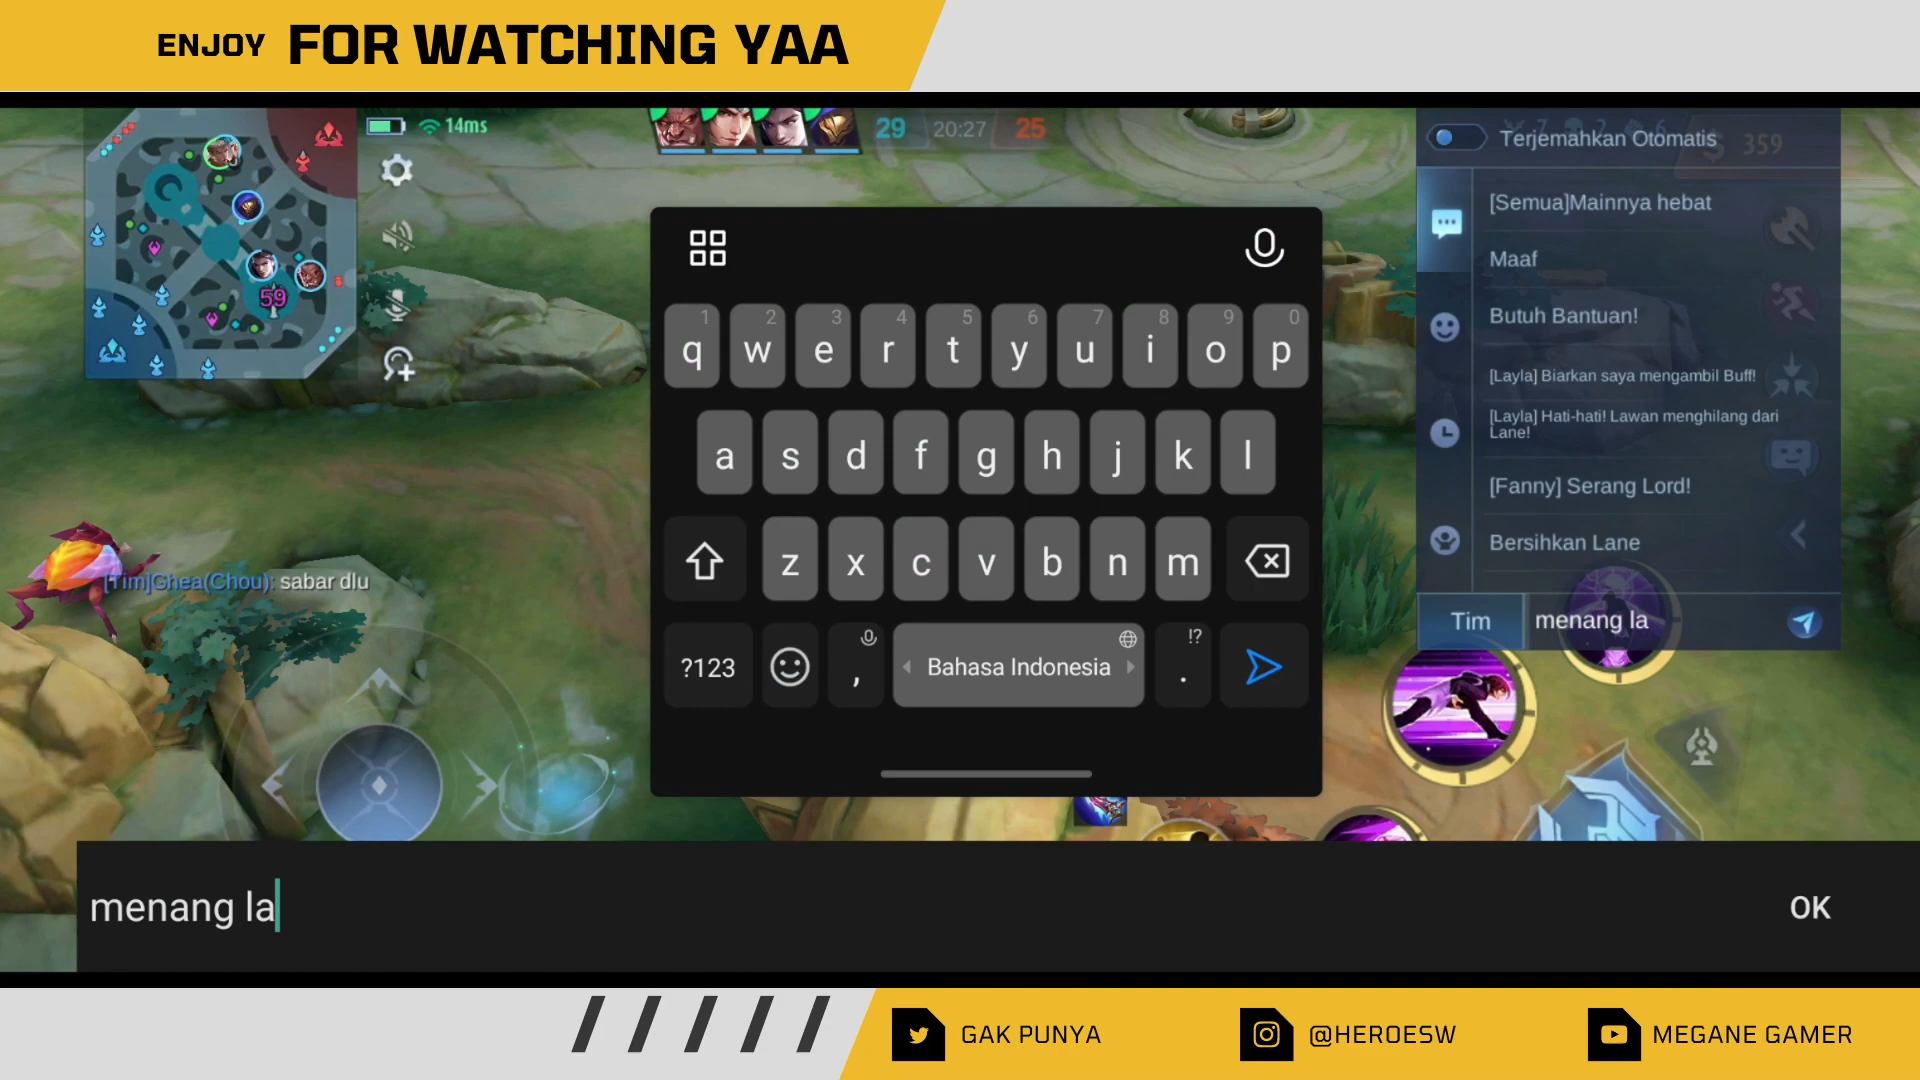 ENJOY FOR WATCHING YAA
14ms
29 20:27 25
Terjemahkan Otomatis
359
[Semua]Mainnya hebat
Maaf
Butuh Bantuan!
[Layla] Biarkan saya mengambil Buff!
[Layla] Hati-hati! Lawan menghilang dari
Lane!
[Fanny] Serang Lord!
Bersihkan Lane
Tim menang la
59
[Tim]Ghea(Chou): sabar dlu
1 2 3 4 5 6 7 8 9 0
q w e r t y u i o p
a s d f g h j k l
z x c v b n m
!?
?123 , Bahasa Indonesia .
menang la OK
GAK PUNYA @HEROESW MEGANE GAMER